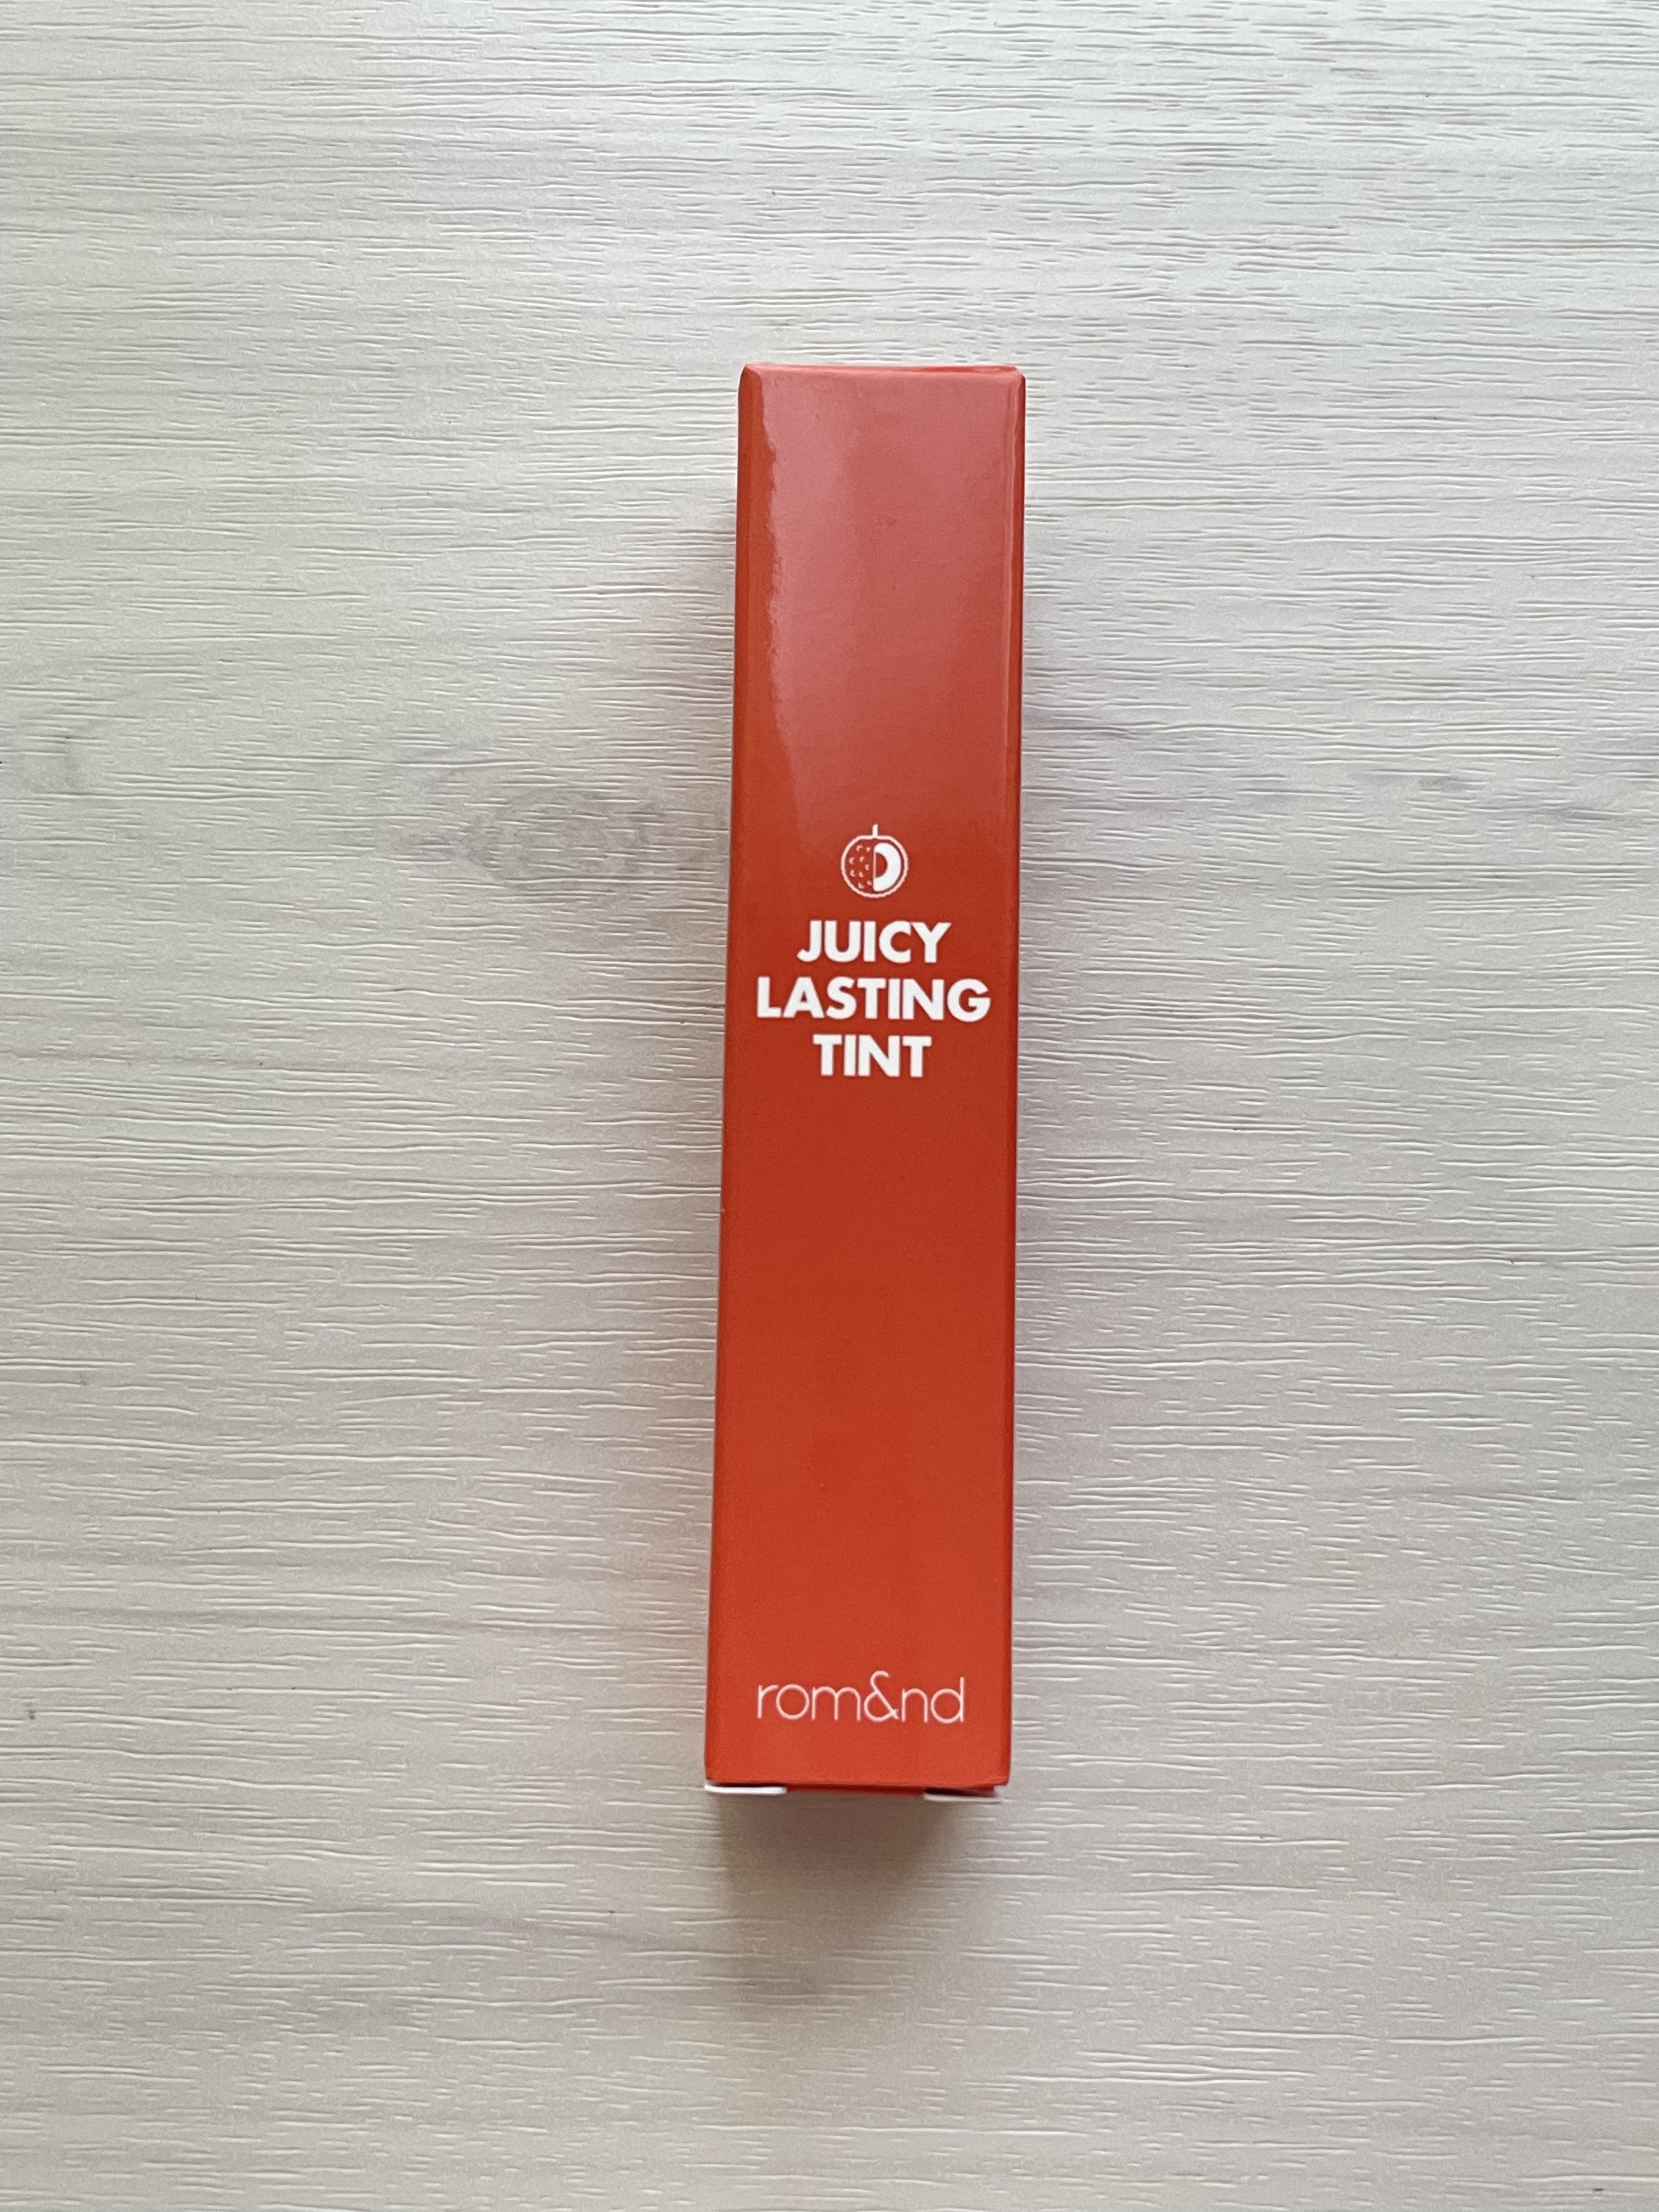 JUICY
LASTING
TINT
rom&nd